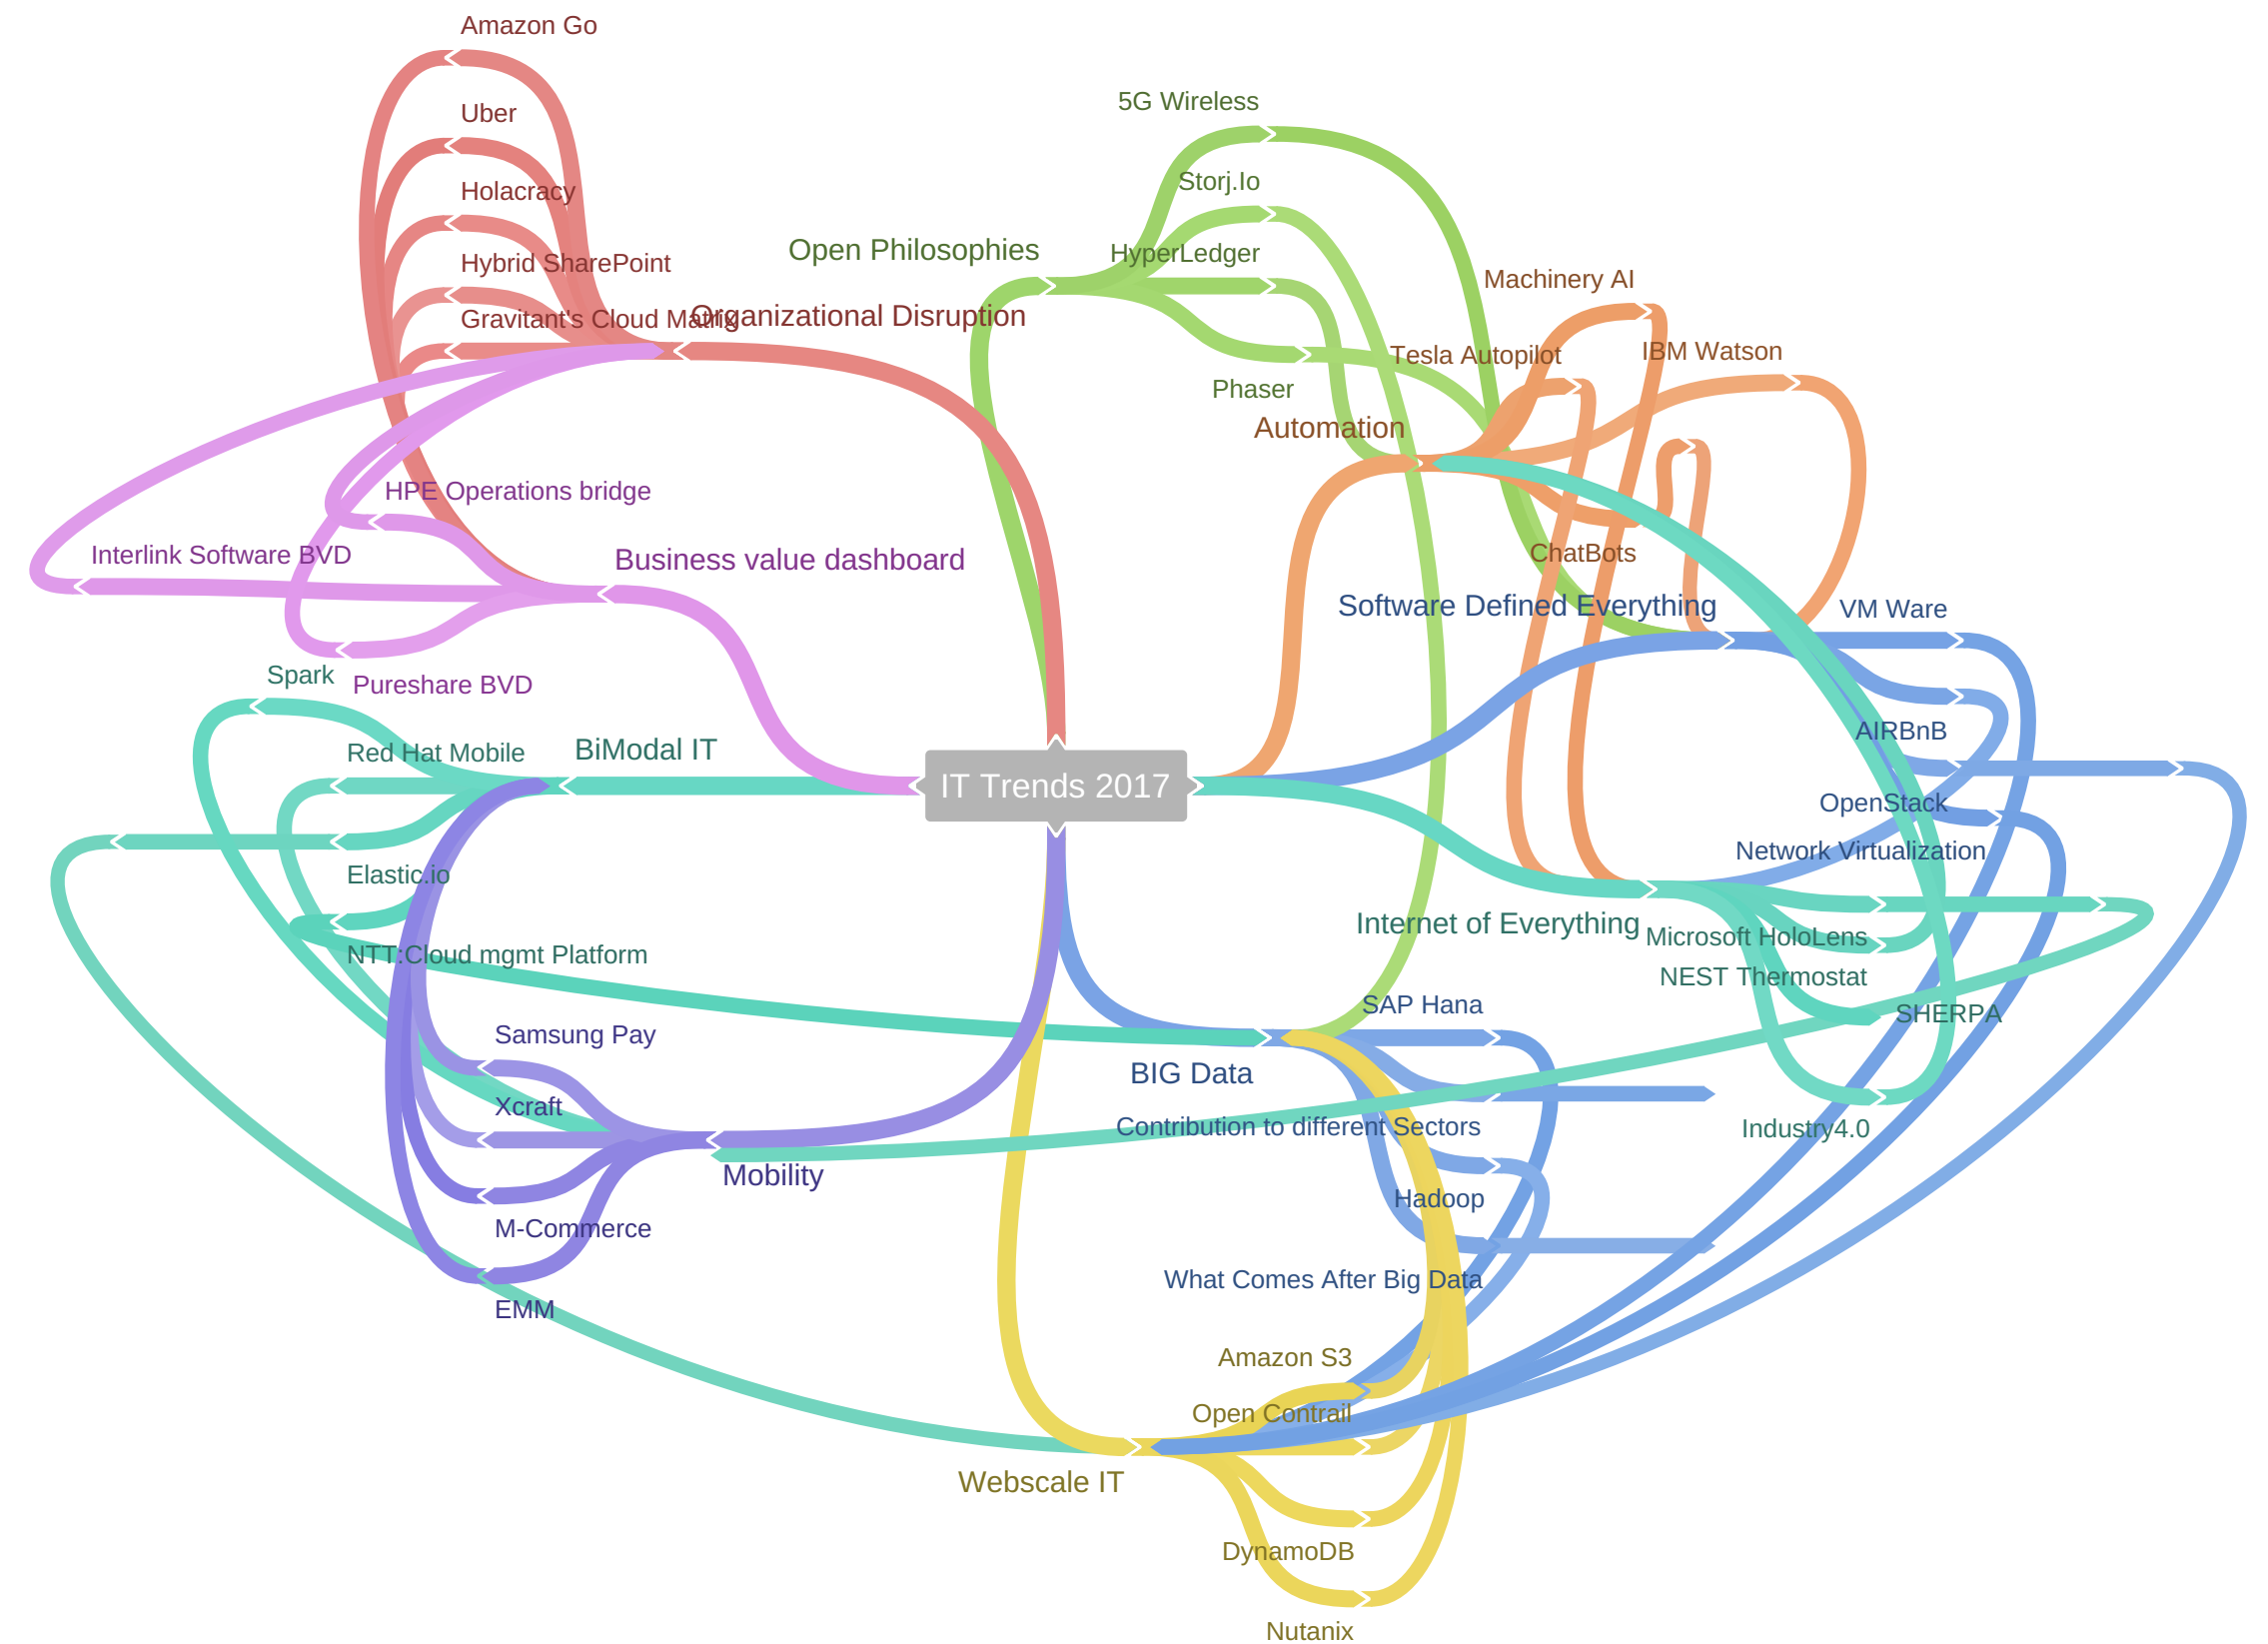 Amazon Go
Uber
Holacracy
Hybrid SharePoint
Gravitant's Cloud Matrix
Organizational Disruption
Open Philosophies
5G Wireless
Storj.Io
HyperLedger
Phaser
Machinery AI
Tesla Autopilot
IBM Watson
Automation
ChatBots
HPE Operations bridge
Interlink Software BVD
Business value dashboard
Pureshare BVD
Software Defined Everything
VM Ware
AIRBnB
OpenStack
Network Virtualization
Spark
Red Hat Mobile
BiModal IT
Elastic.io
NTT:Cloud mgmt Platform
IT Trends 2017
Internet of Everything
Microsoft HoloLens
NEST Thermostat
SHERPA
Industry4.0
SAP Hana
BIG Data
Contribution to different Sectors
Hadoop
What Comes After Big Data
Samsung Pay
Xcraft
Mobility
M-Commerce
EMM
Amazon S3
Open Contrail
Webscale IT
DynamoDB
Nutanix